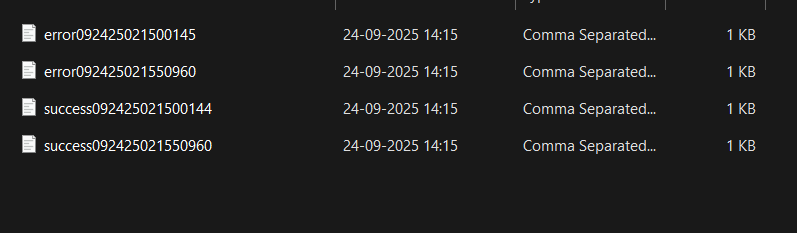 error092425021500145 24-09-2025 14:15 Comma Separated... 1 KB
error092425021550960 24-09-2025 14:15 Comma Separated... 1 KB
success092425021500144 24-09-2025 14:15 Comma Separated... 1 KB
success092425021550960 24-09-2025 14:15 Comma Separated... 1 KB